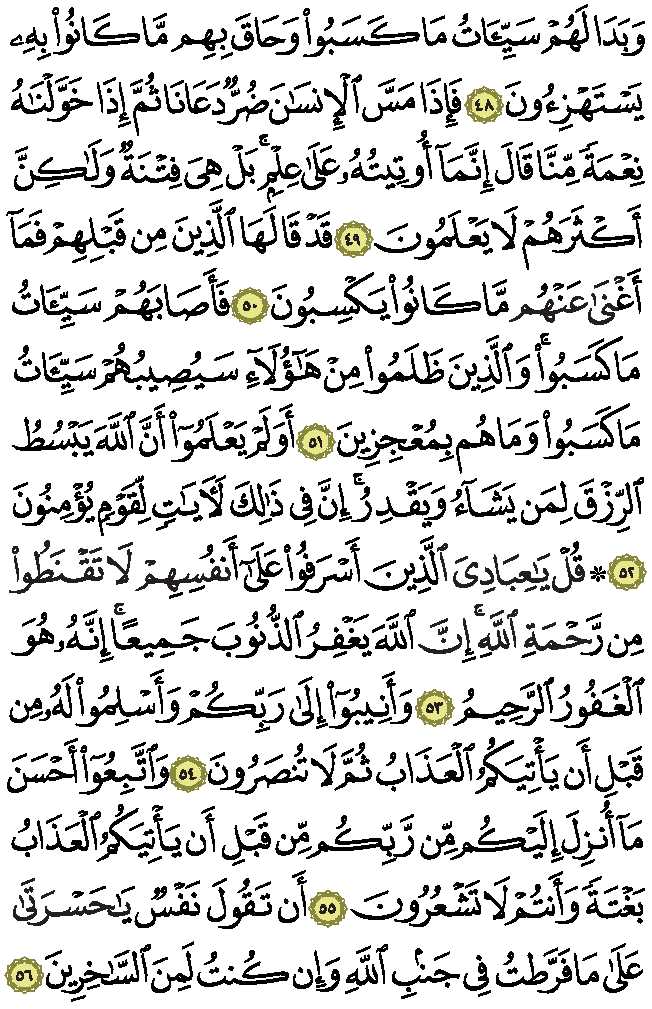 وَبَدَا لَهُمْ سَيِّـَٔاتُ مَا كَسَبُوا۟ وَحَاقَ بِهِم مَّا كَانُوا۟ بِهِۦ
يَسْتَهْزِءُونَ ٤٨ فَإِذَا مَسَّ ٱلْإِنسَـٰنَ ضُرٌّ دَعَانَا ثُمَّ إِذَا خَوَّلْنَـٰهُ
نِعْمَةً مِّنَّا قَالَ إِنَّمَآ أُوتِيتُهُۥ عَلَىٰ عِلْمٍۭ ۚ بَلْ هِىَ فِتْنَةٌ وَلَـٰكِنَّ
أَكْثَرَهُمْ لَا يَعْلَمُونَ ٤٩ قَدْ قَالَهَا ٱلَّذِينَ مِن قَبْلِهِمْ فَمَآ
أَغْنَىٰ عَنْهُم مَّا كَانُوا۟ يَكْسِبُونَ ٥٠ فَأَصَابَهُمْ سَيِّـَٔاتُ
مَا كَسَبُوا۟ ۚ وَٱلَّذِينَ ظَلَمُوا۟ مِنْ هَـٰٓؤُلَآءِ سَيُصِيبُهُمْ سَيِّـَٔاتُ
مَا كَسَبُوا۟ وَمَا هُم بِمُعْجِزِينَ ٥١ أَوَلَمْ يَعْلَمُوٓا۟ أَنَّ ٱللَّهَ يَبْسُطُ
ٱلرِّزْقَ لِمَن يَشَآءُ وَيَقْدِرُ ۚ إِنَّ فِى ذَٰلِكَ لَـَٔايَـٰتٍ لِّقَوْمٍ يُؤْمِنُونَ
٥٢ * قُلْ يَـٰعِبَادِىَ ٱلَّذِينَ أَسْرَفُوا۟ عَلَىٰٓ أَنفُسِهِمْ لَا تَقْنَطُوا۟
مِن رَّحْمَةِ ٱللَّهِ ۚ إِنَّ ٱللَّهَ يَغْفِرُ ٱلذُّنُوبَ جَمِيعًا ۚ إِنَّهُۥ هُوَ
ٱلْغَفُورُ ٱلرَّحِيمُ ٥٣ وَأَنِيبُوٓا۟ إِلَىٰ رَبِّكُمْ وَأَسْلِمُوا۟ لَهُۥ مِن
قَبْلِ أَن يَأْتِيَكُمُ ٱلْعَذَابُ ثُمَّ لَا تُنصَرُونَ ٥٤ وَٱتَّبِعُوٓا۟ أَحْسَنَ
مَآ أُنزِلَ إِلَيْكُم مِّن رَّبِّكُم مِّن قَبْلِ أَن يَأْتِيَكُمُ ٱلْعَذَابُ
بَغْتَةً وَأَنتُمْ لَا تَشْعُرُونَ ٥٥ أَن تَقُولَ نَفْسٌ يَـٰحَسْرَتَىٰ
عَلَىٰ مَا فَرَّطتُ فِى جَنۢبِ ٱللَّهِ وَإِن كُنتُ لَمِنَ ٱلسَّـٰخِرِينَ ٥٦